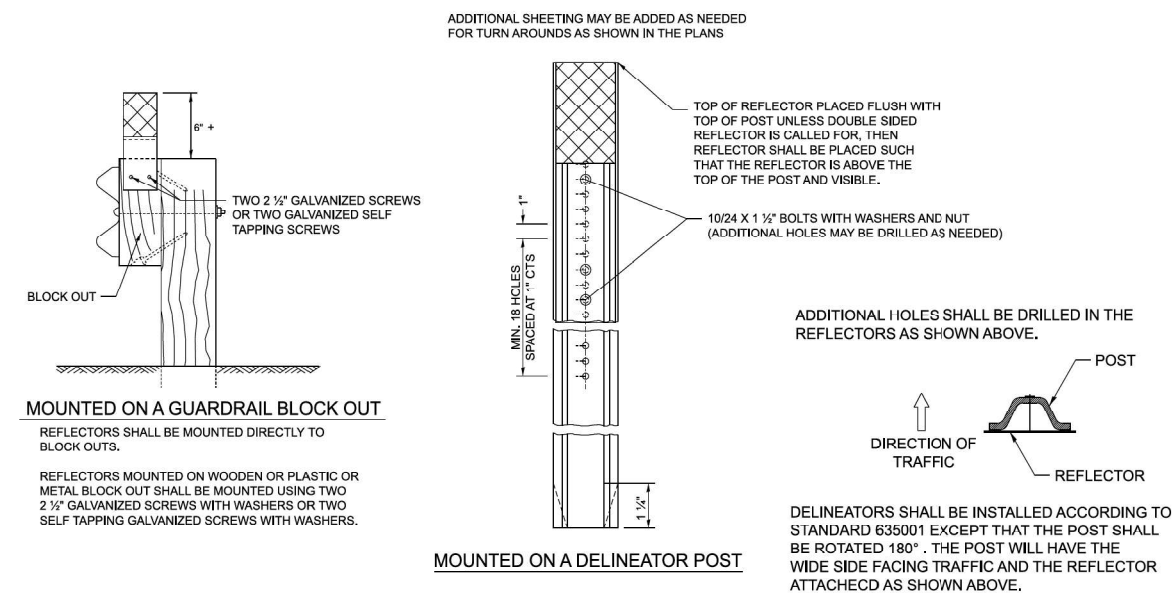 ADDITIONAL SHEETING MAY BE ADDED AS NEEDED
FOR TURN AROUNDS AS SHOWN IN THE PLANS
6" +
TWO 2 ½" GALVANIZED SCREWS
OR TWO GALVANIZED SELF
TAPPING SCREWS
BLOCK OUT
MOUNTED ON A GUARDRAIL BLOCK OUT
REFLECTORS SHALL BE MOUNTED DIRECTLY TO
BLOCK OUTS.
REFLECTORS MOUNTED ON WOODEN OR PLASTIC OR
METAL BLOCK OUT SHALL BE MOUNTED USING TWO
2 ½" GALVANIZED SCREWS WITH WASHERS OR TWO
SELF TAPPING GALVANIZED SCREWS WITH WASHERS.
TOP OF REFLECTOR PLACED FLUSH WITH
TOP OF POST UNLESS DOUBLE SIDED
REFLECTOR IS CALLED FOR, THEN
REFLECTOR SHALL BE PLACED SUCH
THAT THE REFLECTOR IS ABOVE THE
TOP OF THE POST AND VISIBLE.
10/24 X 1 ½" BOLTS WITH WASHERS AND NUT
(ADDITIONAL HOLES MAY BE DRILLED AS NEEDED)
1"
MIN. 18 HOLES
SPACED AT 1" CTS
1 ¼"
MOUNTED ON A DELINEATOR POST
ADDITIONAL HOLES SHALL BE DRILLED IN THE
REFLECTORS AS SHOWN ABOVE.
POST
DIRECTION OF
TRAFFIC
REFLECTOR
DELINEATORS SHALL BE INSTALLED ACCORDING TO
STANDARD 635001 EXCEPT THAT THE POST SHALL
BE ROTATED 180° . THE POST WILL HAVE THE
WIDE SIDE FACING TRAFFIC AND THE REFLECTOR
ATTACHECD AS SHOWN ABOVE.